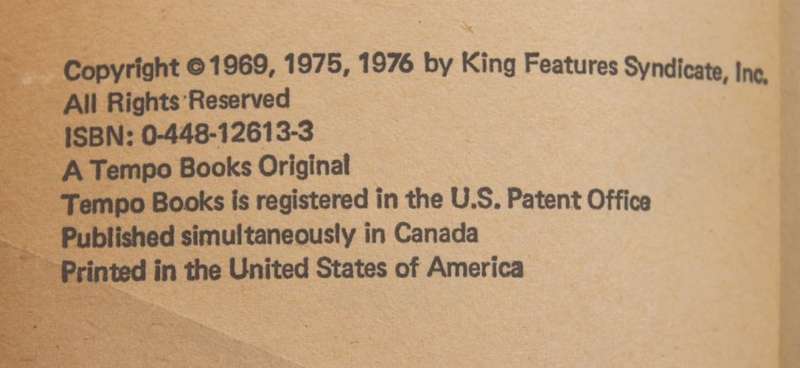 Copyright © 1969, 1975, 1976 by King Features Syndicate, Inc.
All Rights Reserved
ISBN: 0-448-12613-3
A Tempo Books Original
Tempo Books is registered in the U.S. Patent Office
Published simultaneously in Canada
Printed in the United States of America